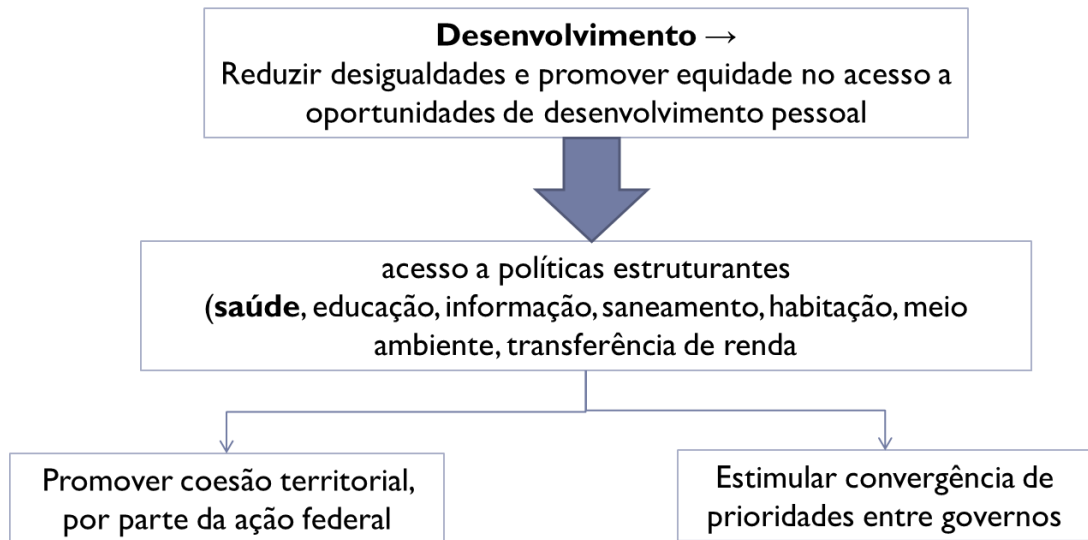 Desenvolvimento →
Reduzir desigualdades e promover equidade no acesso a
oportunidades de desenvolvimento pessoal
acesso a políticas estruturantes
(saúde, educação, informação, saneamento, habitação, meio
ambiente, transferência de renda
Promover coesão territorial,
por parte da ação federal
Estimular convergência de
prioridades entre governos